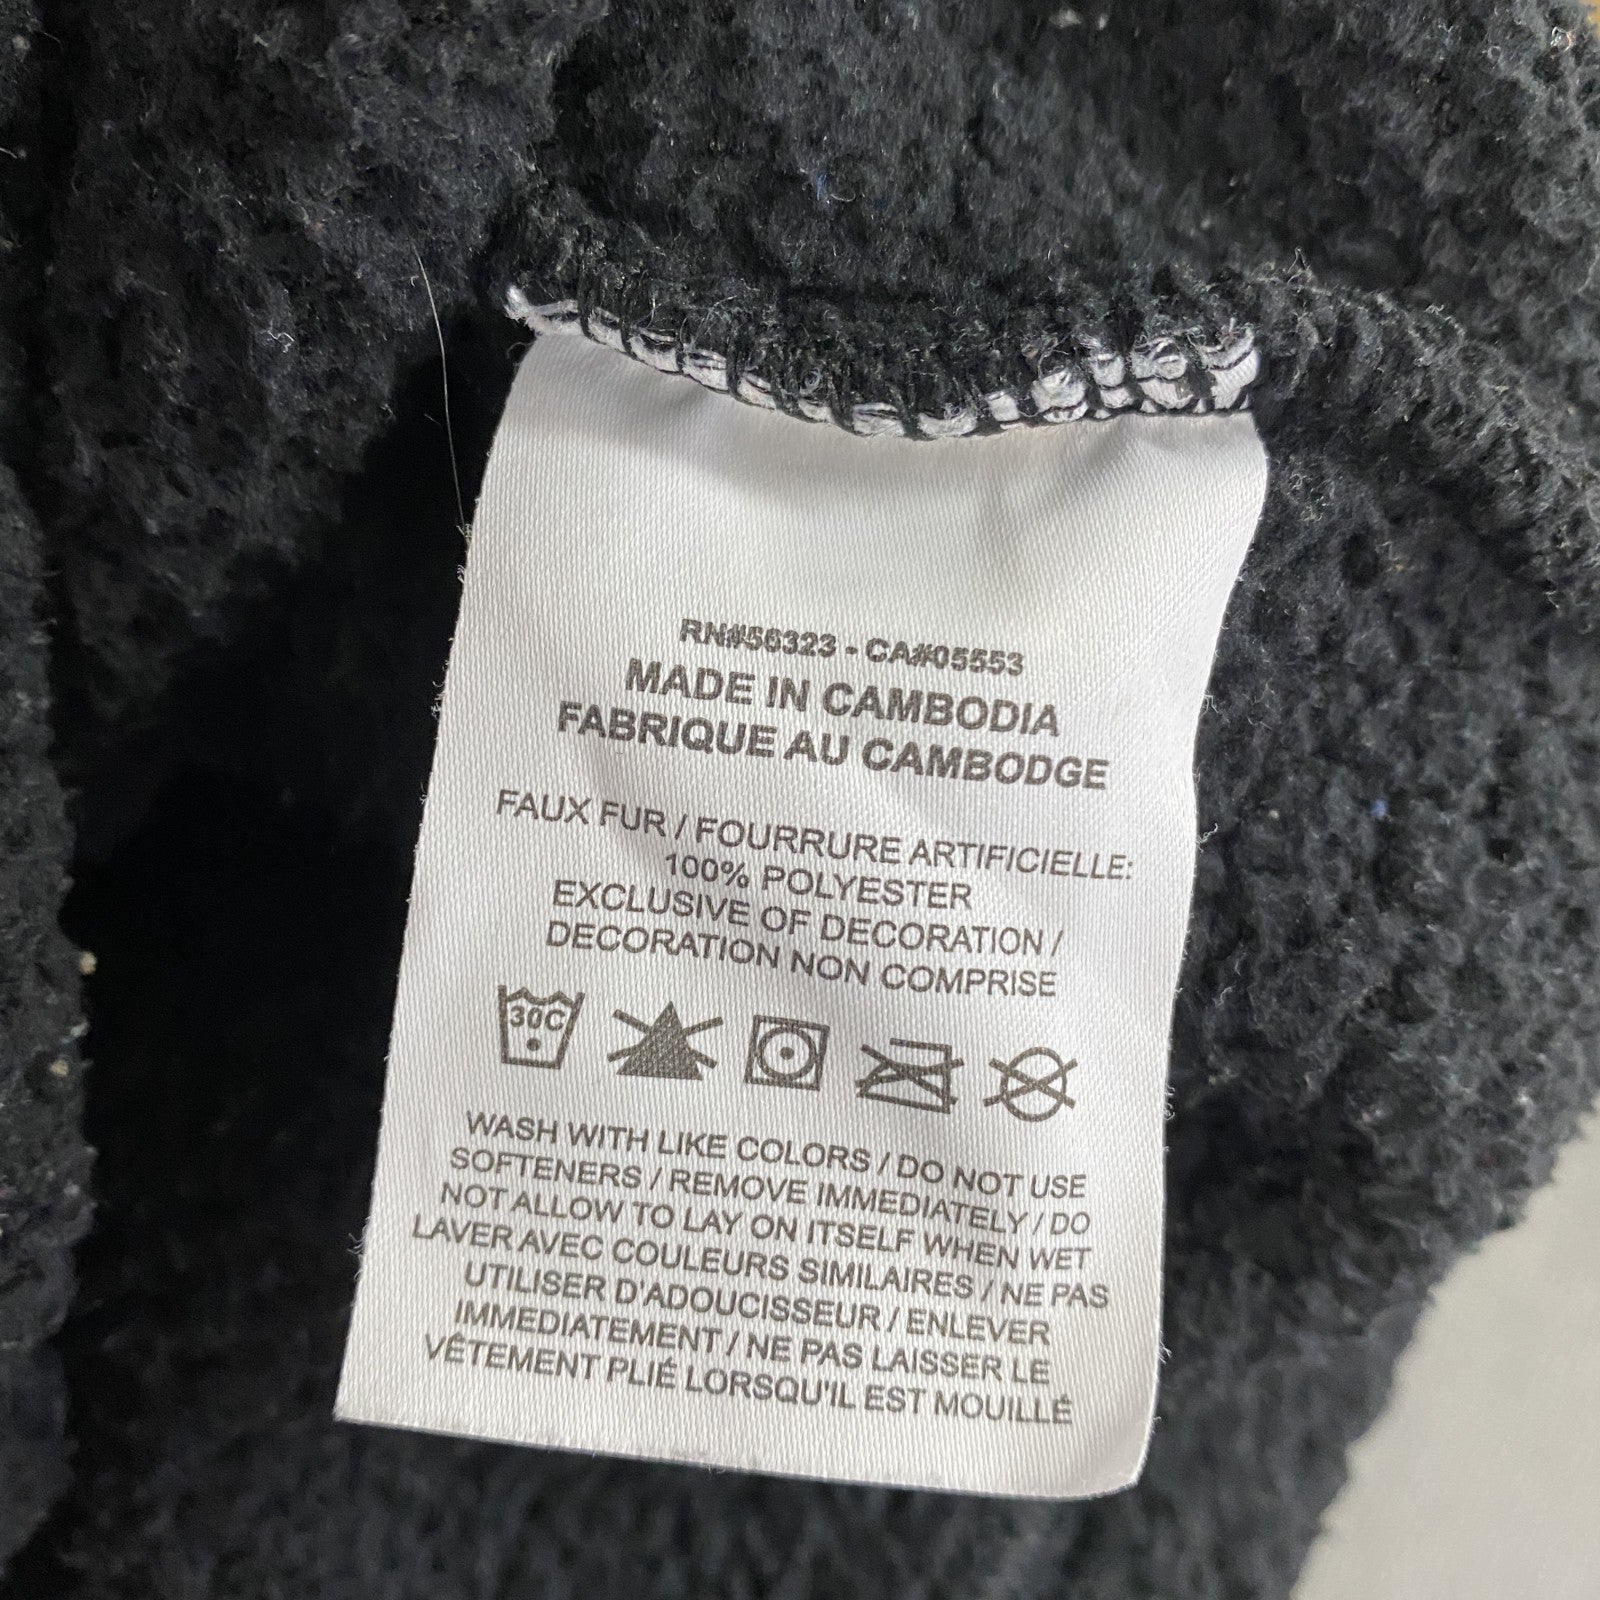 RN#56323 - CA#05553
MADE IN CAMBODIA
FABRIQUE AU CAMBODGE
FAUX FUR / FOURRURE ARTIFICIELLE:
100% POLYESTER
EXCLUSIVE OF DECORATION /
DECORATION NON COMPRISE
30C
WASH WITH LIKE COLORS / DO NOT USE
SOFTENERS / REMOVE IMMEDIATELY / DO
NOT ALLOW TO LAY ON ITSELF WHEN WET
LAVER AVEC COULEURS SIMILAIRES / NE PAS
UTILISER D'ADOUCISSEUR / ENLEVER
IMMEDIATEMENT / NE PAS LAISSER LE
VÊTEMENT PLIÉ LORSQU'IL EST MOUILLÉ